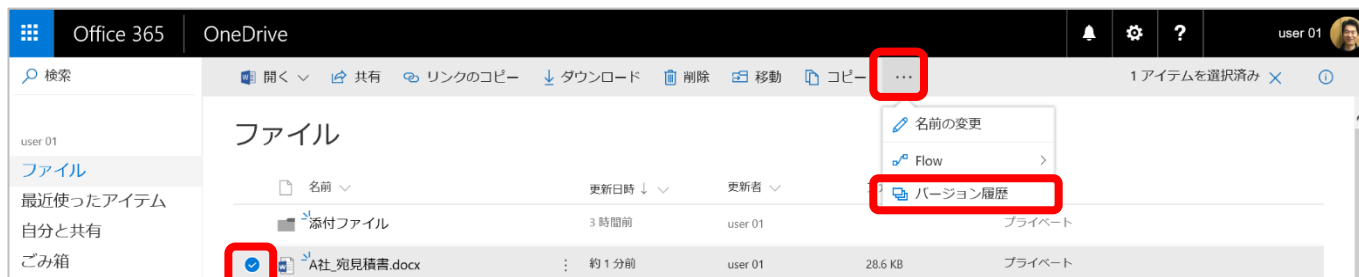 Office 365 OneDrive ? user 01
検索 開く 共有 リンクのコピー ダウンロード 削除 移動 コピー … 1 アイテムを選択済み ×
名前の変更
user 01 ファイル
Flow
ファイル 名前 更新日時 ↓ 更新者 バージョン履歴
最近使ったアイテム
添付ファイル 3 時間前 user 01 プライベート
自分と共有
ごみ箱 A社_宛見積書.docx 約 1 分前 user 01 28.6 KB プライベート